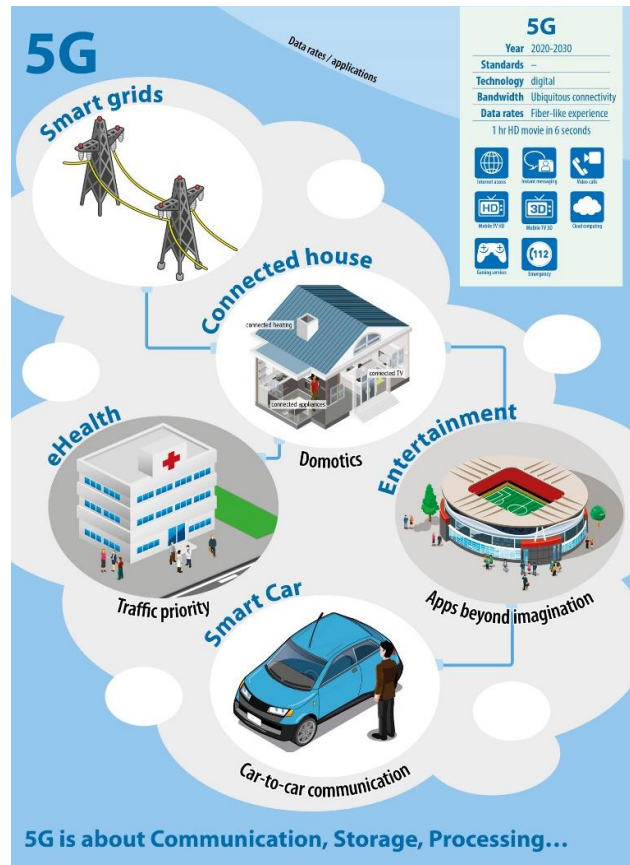 5G
Data rates / applications
5G
Year 2020-2030
Standards –
Technology digital
Bandwidth Ubiquitous connectivity
Data rates Fiber-like experience
1 hr HD movie in 6 seconds
Internet access Instant messaging Video calls
HD 3D
Mobile TV HD Mobile TV 3D Cloud computing
112
Gaming services Emergency
Smart grids
Connected house
connected heating
connected TV
connected appliances
Domotics
eHealth
Traffic priority
Entertainment
Apps beyond imagination
Smart Car
Car-to-car communication
5G is about Communication, Storage, Processing...